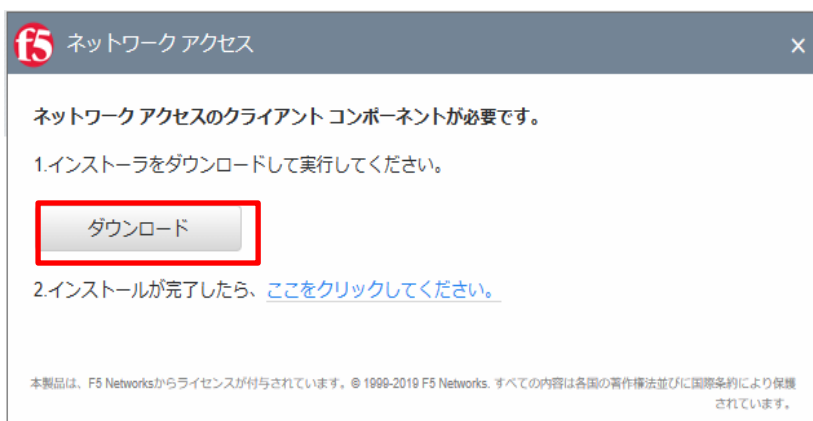 f5 ネットワーク アクセス ×
ネットワーク アクセスのクライアント コンポーネントが必要です。
1.インストーラをダウンロードして実行してください。
ダウンロード
2.インストールが完了したら、ここをクリックしてください。
本製品は、F5 Networksからライセンスが付与されています。© 1999-2019 F5 Networks. すべての内容は各国の著作権法並びに国際条約により保護
されています。